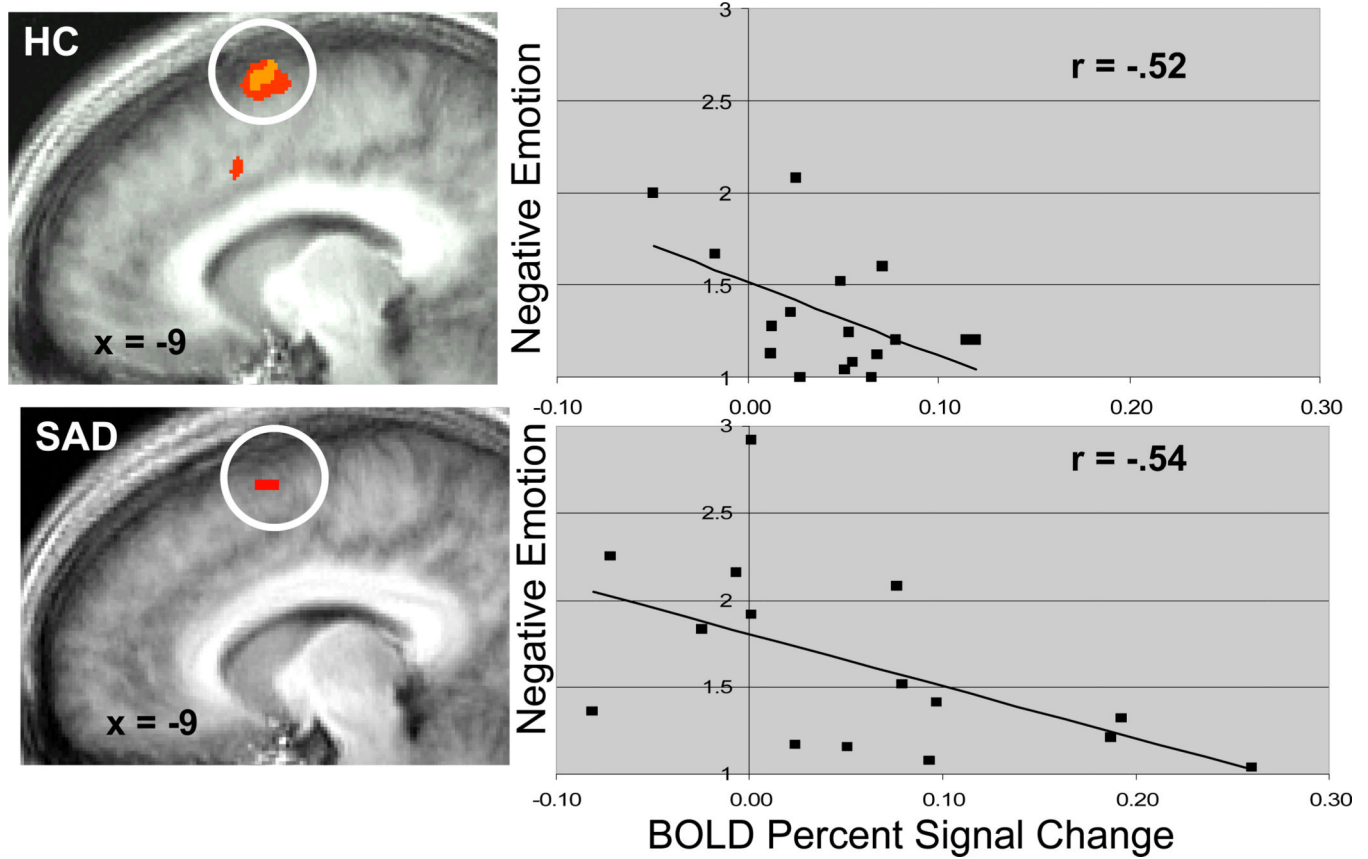 HC
x = -9
Negative Emotion
r = -.52
3
2.5
2
1.5
1
-0.10 0.00 0.10 0.20 0.30
SAD
x = -9
Negative Emotion
r = -.54
3
2.5
2
1.5
1
-0.10 0.00 0.10 0.20 0.30
BOLD Percent Signal Change